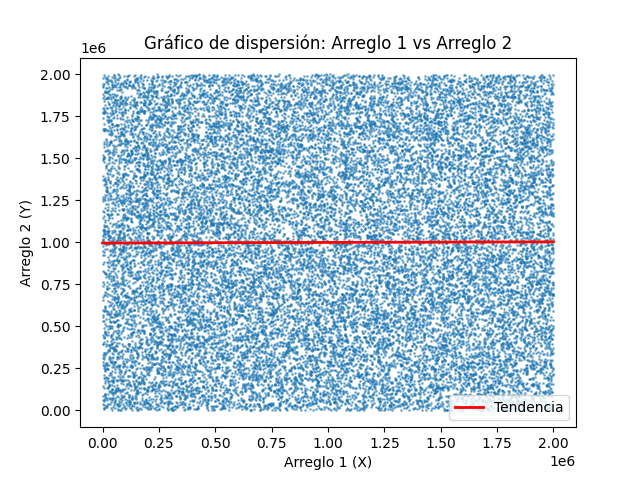 Gráfico de dispersión: Arreglo 1 vs Arreglo 2
1e6
2.00
1.75
1.50
1.25
1.00
0.75
0.50
0.25
0.00
Arreglo 2 (Y)
Tendencia
0.00 0.25 0.50 0.75 1.00 1.25 1.50 1.75 2.00
Arreglo 1 (X)
1e6